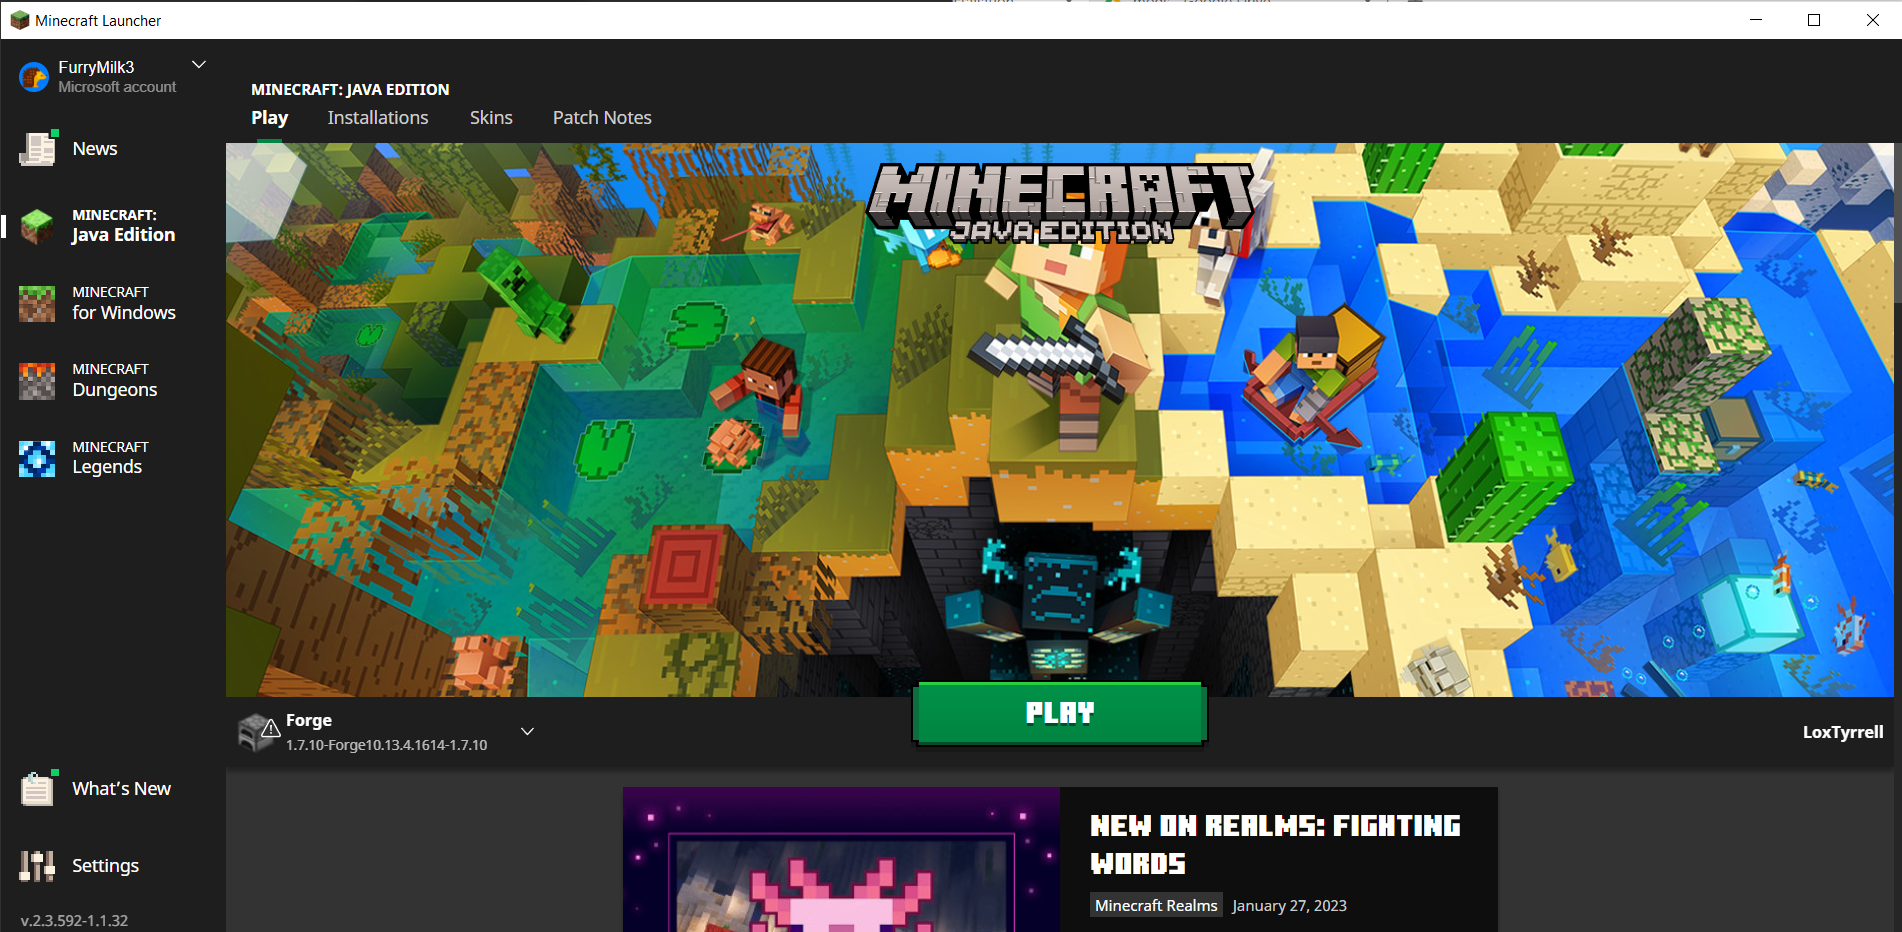 Minecraft Launcher
FurryMilk3
Microsoft account
News
MINECRAFT:
Java Edition
MINECRAFT
for Windows
MINECRAFT
Dungeons
MINECRAFT
Legends
What's New
Settings
v.2.3.592-1.1.32
MINECRAFT: JAVA EDITION
Play Installations Skins Patch Notes
MINECRAFT
JAVA EDITION
Forge
1.7.10-Forge10.13.4.1614-1.7.10
PLAY
LoxTyrrell
NEW ON REALMS: FIGHTING
WORDS
Minecraft Realms January 27, 2023